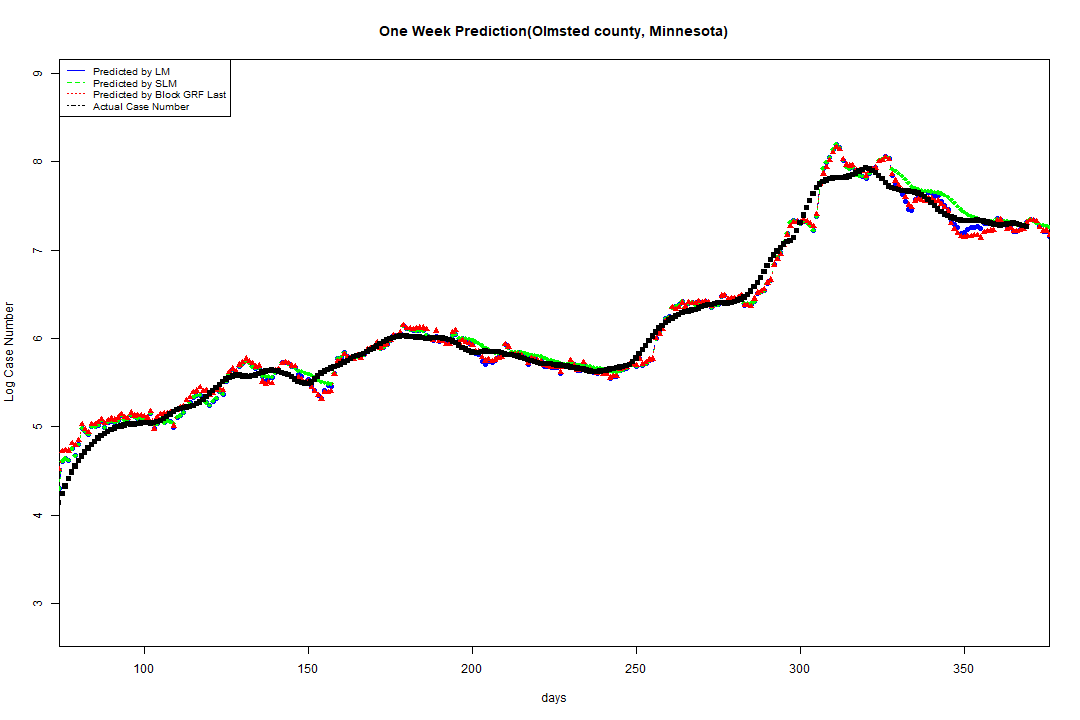 One Week Prediction(Olmsted county, Minnesota)
Predicted by LM
Predicted by SLM
Predicted by Block GRF Last
Actual Case Number
9
8
7
6
5
4
3
Log Case Number
100 150 200 250 300 350
days